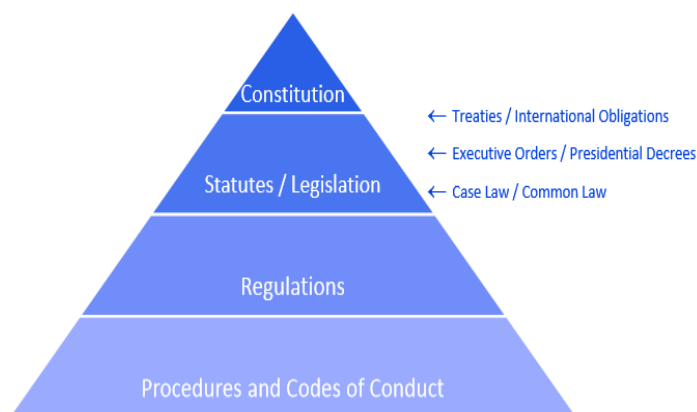 Constitution
← Treaties / International Obligations
← Executive Orders / Presidential Decrees
Statutes / Legislation
← Case Law / Common Law
Regulations
Procedures and Codes of Conduct